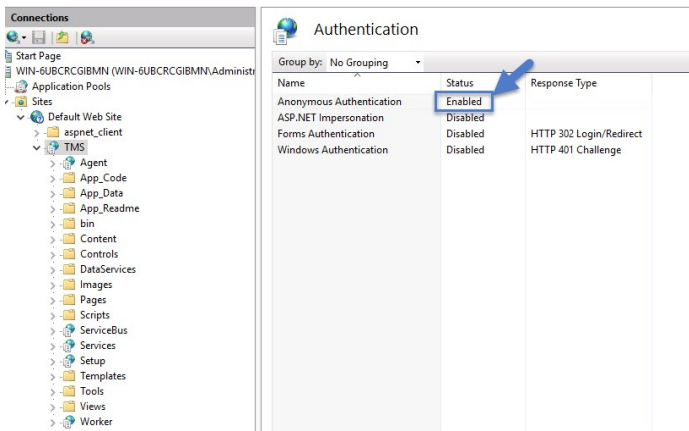 Connections
Start Page
WIN-6UBCRCGIBMN (WIN-6UBCRCGIBMN\Administr
Application Pools
Sites
Default Web Site
aspnet_client
TMS
Agent
App_Code
App_Data
App_Readme
bin
Content
Controls
DataServices
Images
Pages
Scripts
ServiceBus
Services
Setup
Templates
Tools
Views
Worker
Authentication
Group by: No Grouping
Name Status Response Type
Anonymous Authentication Enabled
ASP.NET Impersonation Disabled
Forms Authentication Disabled HTTP 302 Login/Redirect
Windows Authentication Disabled HTTP 401 Challenge